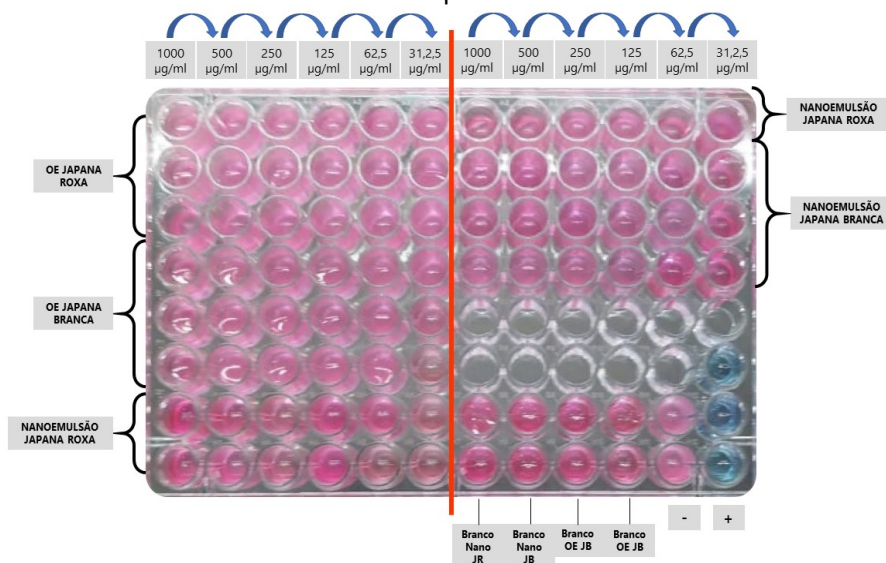 1000
µg/ml
500
µg/ml
250
µg/ml
125
µg/ml
62,5
µg/ml
31,2,5
µg/ml
1000
µg/ml
500
µg/ml
250
µg/ml
125
µg/ml
62,5
µg/ml
31,2,5
µg/ml
OE JAPANA
ROXA
OE JAPANA
BRANCA
NANOEMULSÃO
JAPANA ROXA
NANOEMULSÃO
JAPANA ROXA
NANOEMULSÃO
JAPANA BRANCA
Branco
Nano
JR
Branco
Nano
JB
Branco
OE JB
Branco
OE JB
-
+